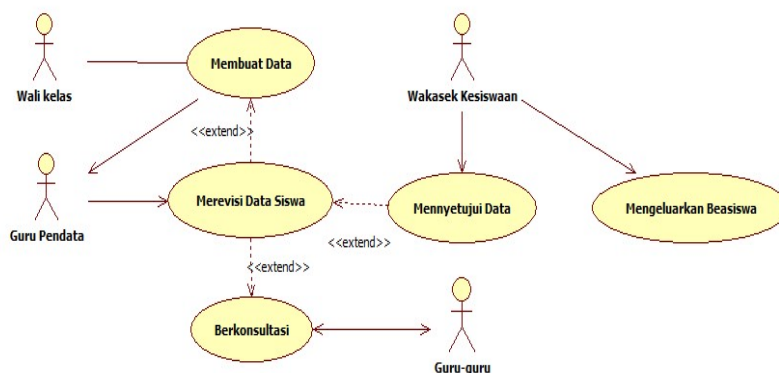 Membuat Data
Wali kelas
Wakasek Kesiswaan
<<extend>>
Guru Pendata
Merevisi Data Siswa
Mennyetujui Data
Mengeluarkan Beasiswa
<<extend>>
<<extend>>
Berkonsultasi
Guru-guru